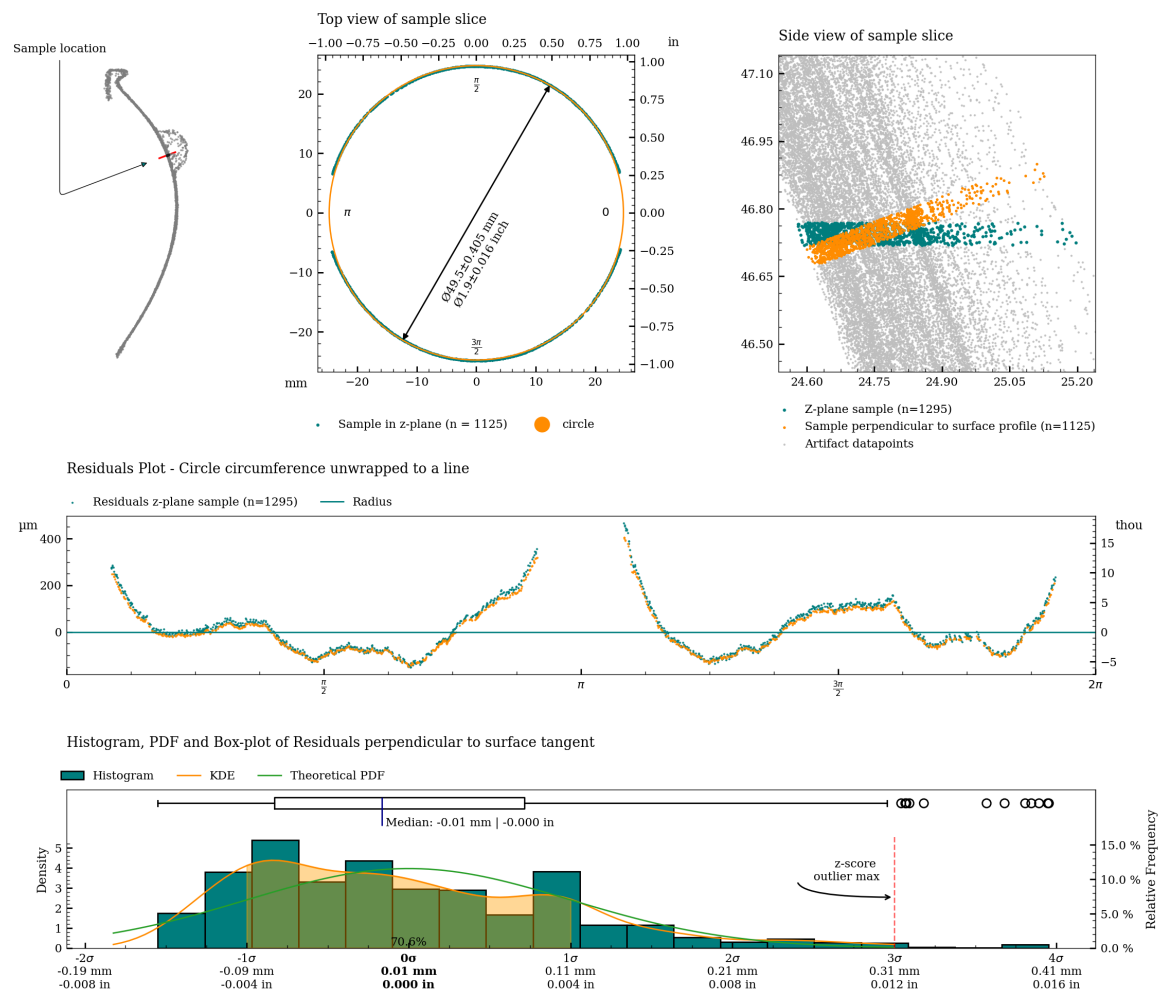 Top view of sample slice
Sample location
−1.00 −0.75 −0.50 −0.25 0.00 0.25 0.50 0.75 1.00 in
20
10
0
−10
−20
mm
−20 −10 0 10 20
1.00
0.75
0.50
0.25
0.00
−0.25
−0.50
−0.75
−1.00
π/2
π
0
3π/2
Ø49.5±0.405 mm
Ø1.9±0.016 inch
Sample in z-plane (n = 1125)
circle
Side view of sample slice
47.10
46.95
46.80
46.65
46.50
24.60 24.75 24.90 25.05 25.20
Z-plane sample (n=1295)
Sample perpendicular to surface profile (n=1125)
Artifact datapoints
Residuals Plot - Circle circumference unwrapped to a line
Residuals z-plane sample (n=1295)
Radius
µm
400
200
0
thou
15
10
5
0
−5
0 π/2 π 3π/2 2π
Histogram, PDF and Box-plot of Residuals perpendicular to surface tangent
Histogram
KDE
Theoretical PDF
Median: -0.01 mm | -0.000 in
Density
5
4
3
2
1
0
z-score
outlier max
70.6%
15.0 %
10.0 %
5.0 %
0.0 %
Relative Frequency
-2σ -1σ 0σ 1σ 2σ 3σ 4σ
-0.19 mm -0.09 mm 0.01 mm 0.11 mm 0.21 mm 0.31 mm 0.41 mm
-0.008 in -0.004 in 0.000 in 0.004 in 0.008 in 0.012 in 0.016 in